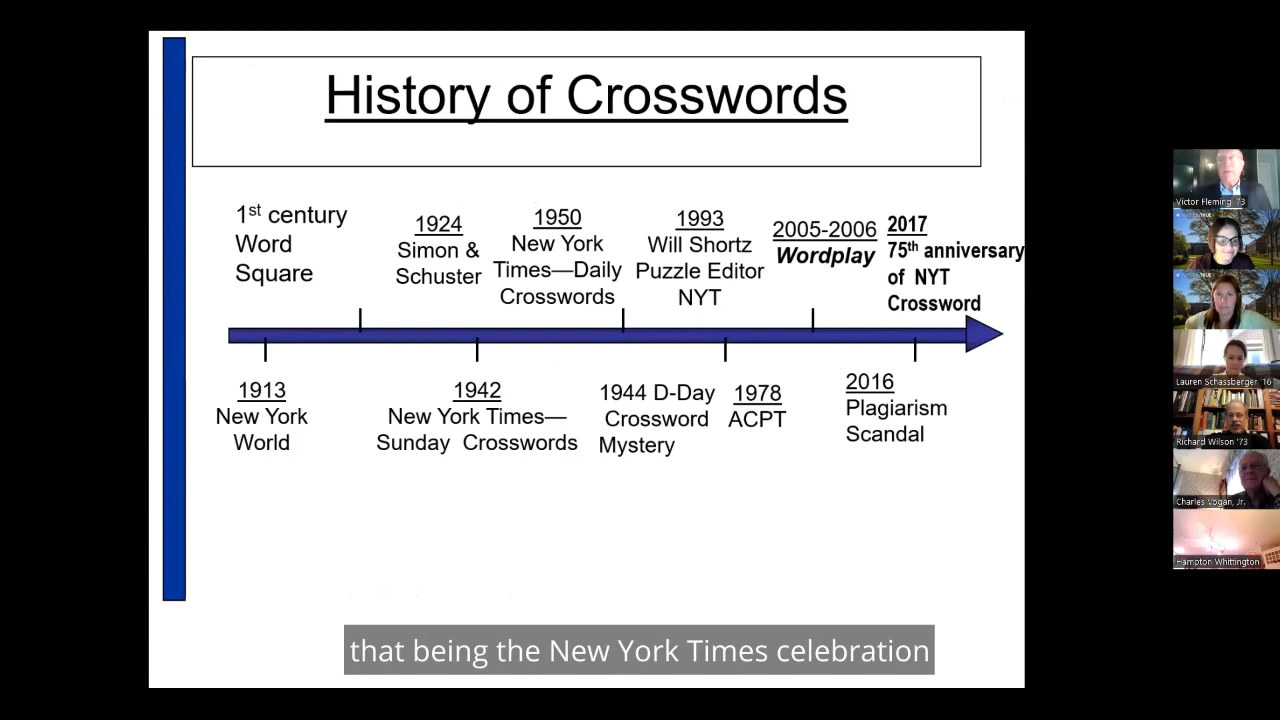 History of Crosswords
1st century
Word
Square
1924
Simon &
Schuster
1950
New York
Times—Daily
Crosswords
1993
Will Shortz
Puzzle Editor
NYT
2005-2006
Wordplay
2017
75th anniversary
of NYT
Crossword
1913
New York
World
1942
New York Times—
Sunday Crosswords
1944 D-Day
Crossword
Mystery
1978
ACPT
2016
Plagiarism
Scandal
that being the New York Times celebration
Victor Fleming '73
Lauren Schassberger '16
Richard Wilson '73
Charles Vogan, Jr.
Hampton Whittington